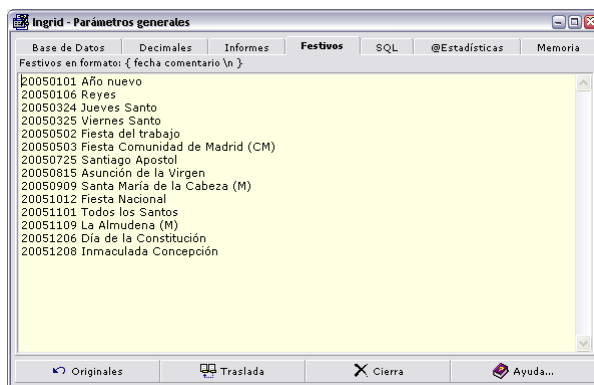 Ingrid - Parámetros generales
Base de Datos Decimales Informes Festivos SQL @Estadísticas Memoria
Festivos en formato: { fecha comentario \n }
20050101 Año nuevo
20050106 Reyes
20050324 Jueves Santo
20050325 Viernes Santo
20050502 Fiesta del trabajo
20050503 Fiesta Comunidad de Madrid (CM)
20050725 Santiago Apostol
20050815 Asunción de la Virgen
20050909 Santa María de la Cabeza (M)
20051012 Fiesta Nacional
20051101 Todos los Santos
20051109 La Almudena (M)
20051206 Día de la Constitución
20051208 Inmaculada Concepción
Originales Traslada Cierra Ayuda...